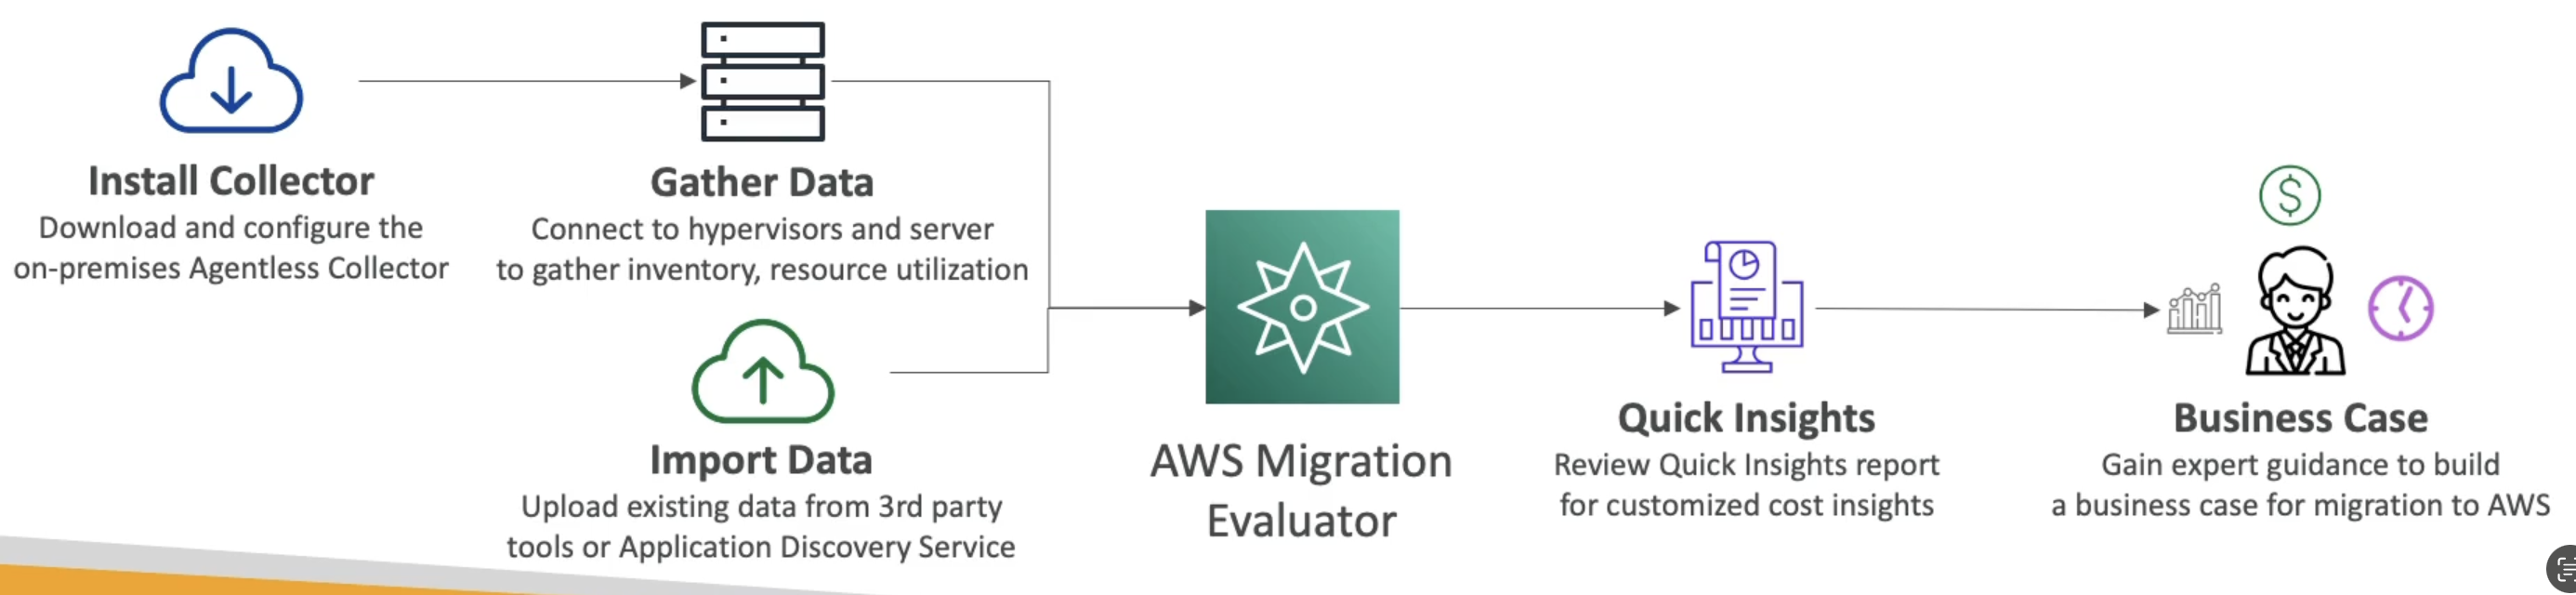 Install Collector
Download and configure the
on-premises Agentless Collector
Gather Data
Connect to hypervisors and server
to gather inventory, resource utilization
Import Data
Upload existing data from 3rd party
tools or Application Discovery Service
AWS Migration
Evaluator
Quick Insights
Review Quick Insights report
for customized cost insights
$
Business Case
Gain expert guidance to build
a business case for migration to AWS